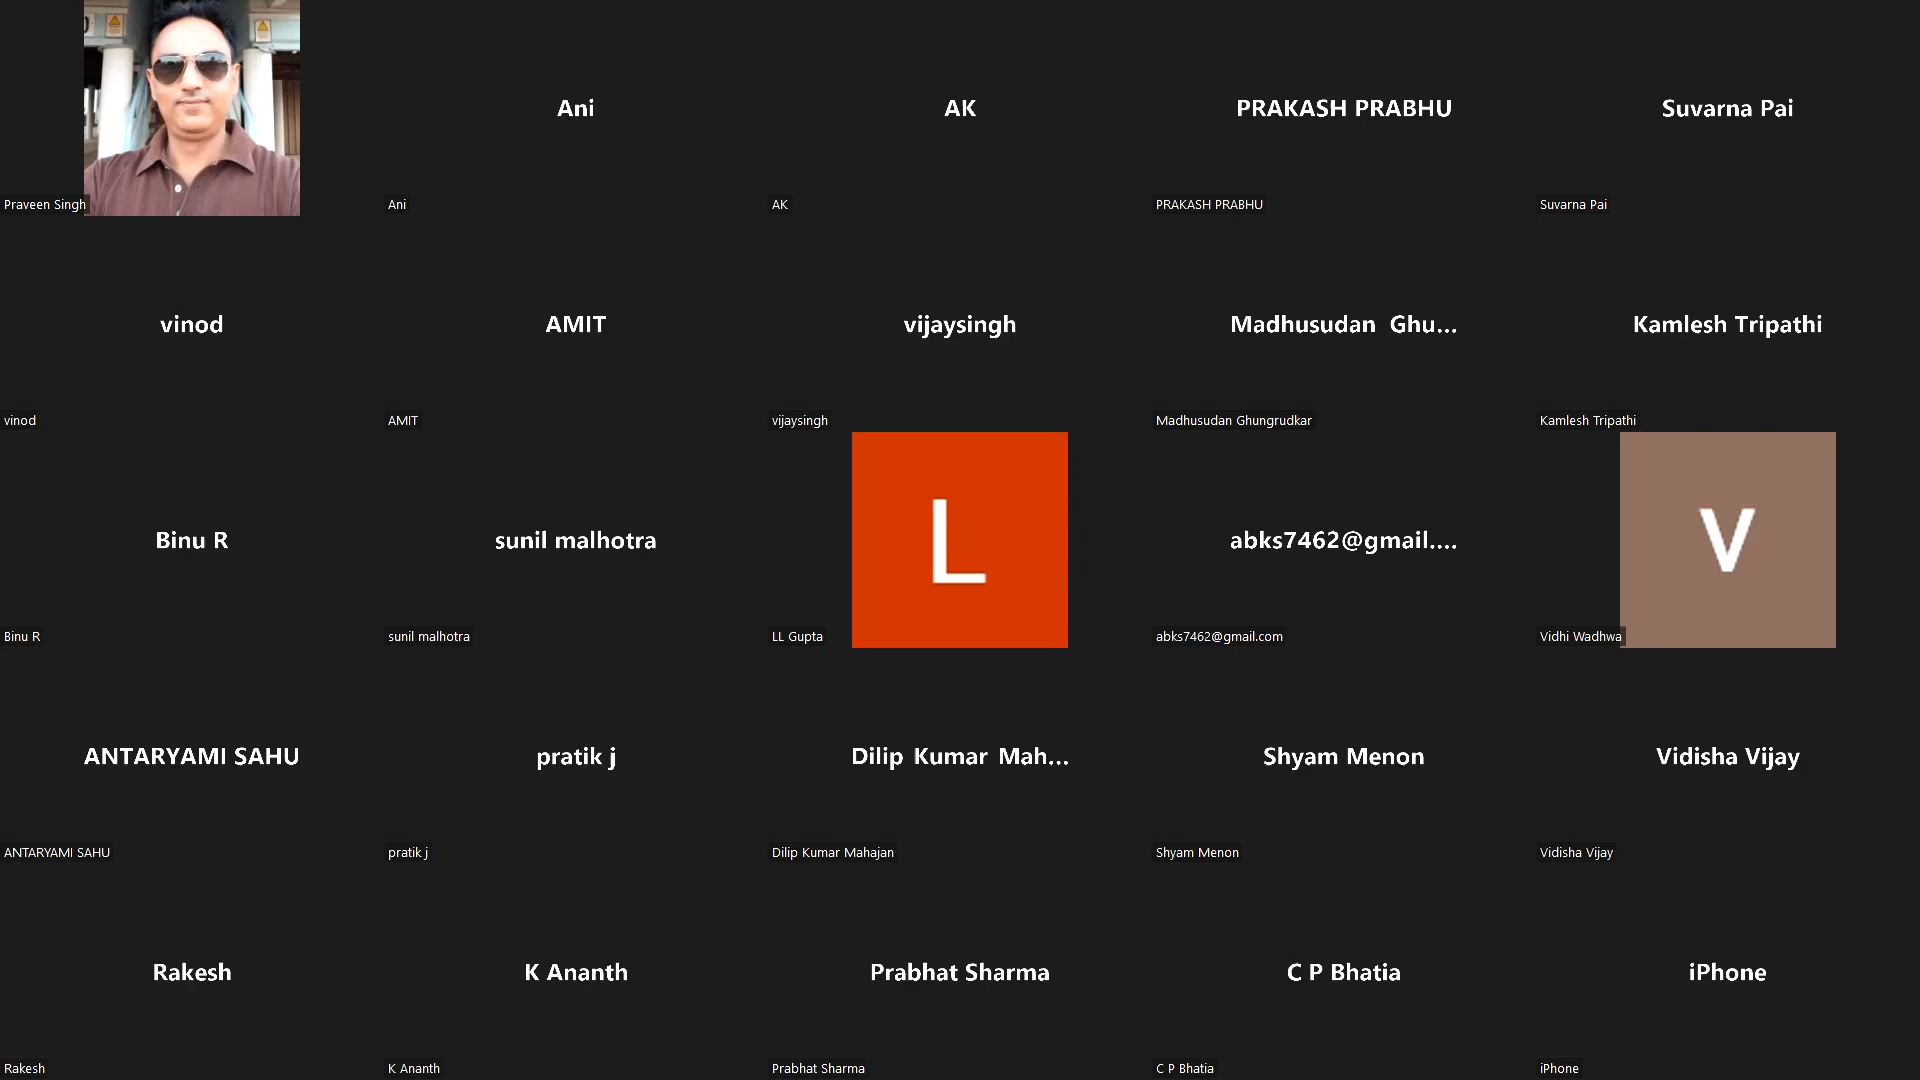 Praveen Singh
Ani
Ani
AK
AK
PRAKASH PRABHU
PRAKASH PRABHU
Suvarna Pai
Suvarna Pai
vinod
vinod
AMIT
AMIT
vijaysingh
vijaysingh
Madhusudan Ghu...
Madhusudan Ghungrudkar
Kamlesh Tripathi
Kamlesh Tripathi
Binu R
Binu R
sunil malhotra
sunil malhotra
L
LL Gupta
abks7462@gmail....
abks7462@gmail.com
V
Vidhi Wadhwa
ANTARYAMI SAHU
ANTARYAMI SAHU
pratik j
pratik j
Dilip Kumar Mah...
Dilip Kumar Mahajan
Shyam Menon
Shyam Menon
Vidisha Vijay
Vidisha Vijay
Rakesh
Rakesh
K Ananth
K Ananth
Prabhat Sharma
Prabhat Sharma
C P Bhatia
C P Bhatia
iPhone
iPhone